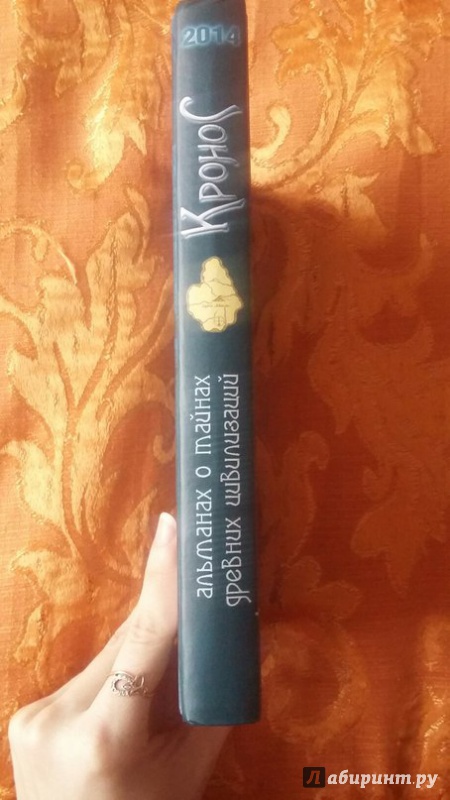 2014
Кронос
альманах о тайнах
древних цивилизаций
Лабиринт.ру